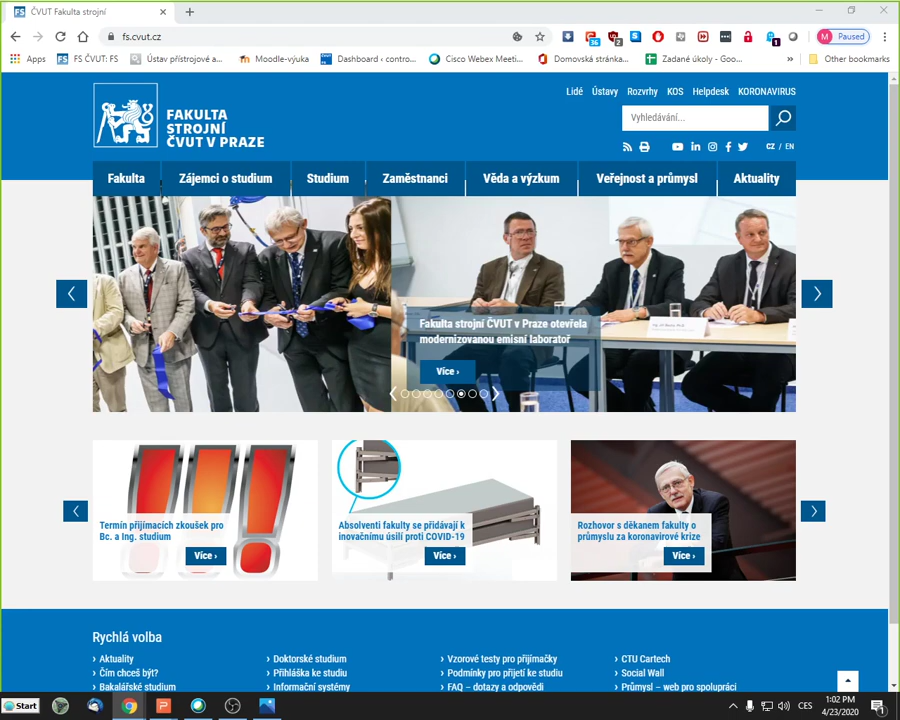 ČVUT Fakulta strojní
fs.cvut.cz
Paused
Apps
FS ČVUT: FS
Ústav přístrojové a...
Moodle-výuka
Dashboard ‹ contro...
Cisco Webex Meeti...
Domovská stránka...
Zadané úkoly - Goo...
Other bookmarks
Lidé Ústavy Rozvrhy KOS Helpdesk KORONAVIRUS
FAKULTA
STROJNÍ
ČVUT V PRAZE
Vyhledávání...
CZ / EN
Fakulta
Zájemci o studium
Studium
Zaměstnanci
Věda a výzkum
Veřejnost a průmysl
Aktuality
Fakulta strojní ČVUT v Praze otevřela
modernizovanou emisní laboratoř
Více ›
Termín přijímacích zkoušek pro
Bc. a Ing. studium
Více ›
Absolventi fakulty se přidávají k
inovačnímu úsilí proti COVID-19
Více ›
Rozhovor s děkanem fakulty o
průmyslu za koronavirové krize
Více ›
Rychlá volba
› Aktuality
› Doktorské studium
› Vzorové testy pro přijímačky
› CTU Cartech
› Čím chceš být?
› Přihláška ke studiu
› Podmínky pro přijetí ke studiu
› Social Wall
› Bakalářské studium
› Informační systémy
› FAQ – dotazy a odpovědi
› Průmysl – web pro spolupráci
Start
CES
1:02 PM
4/23/2020